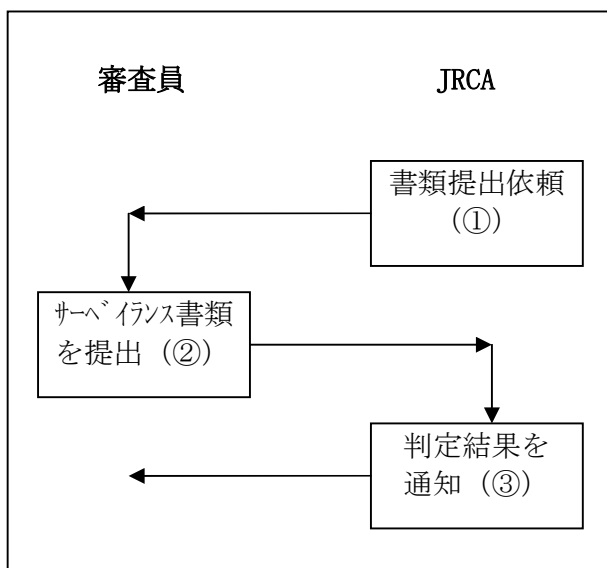 審査員
JRCA
書類提出依頼
(①)
ｻｰﾍﾞｲﾗﾝｽ書類
を提出（②）
判定結果を
通知（③）